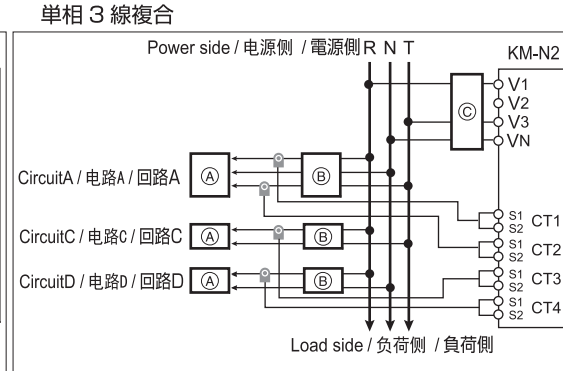 単相３線複合
Power side / 电源侧 / 電源側 R N T
KM-N2
V1
V2
V3
VN
Ⓒ
CircuitA / 电路A / 回路A
Ⓐ Ⓑ
CircuitC / 电路C / 回路C
Ⓐ Ⓑ
CircuitD / 电路D / 回路D
Ⓐ Ⓑ
S1
S2 CT1
S1
S2 CT2
S1
S2 CT3
S1
S2 CT4
Load side / 负荷侧 / 負荷側